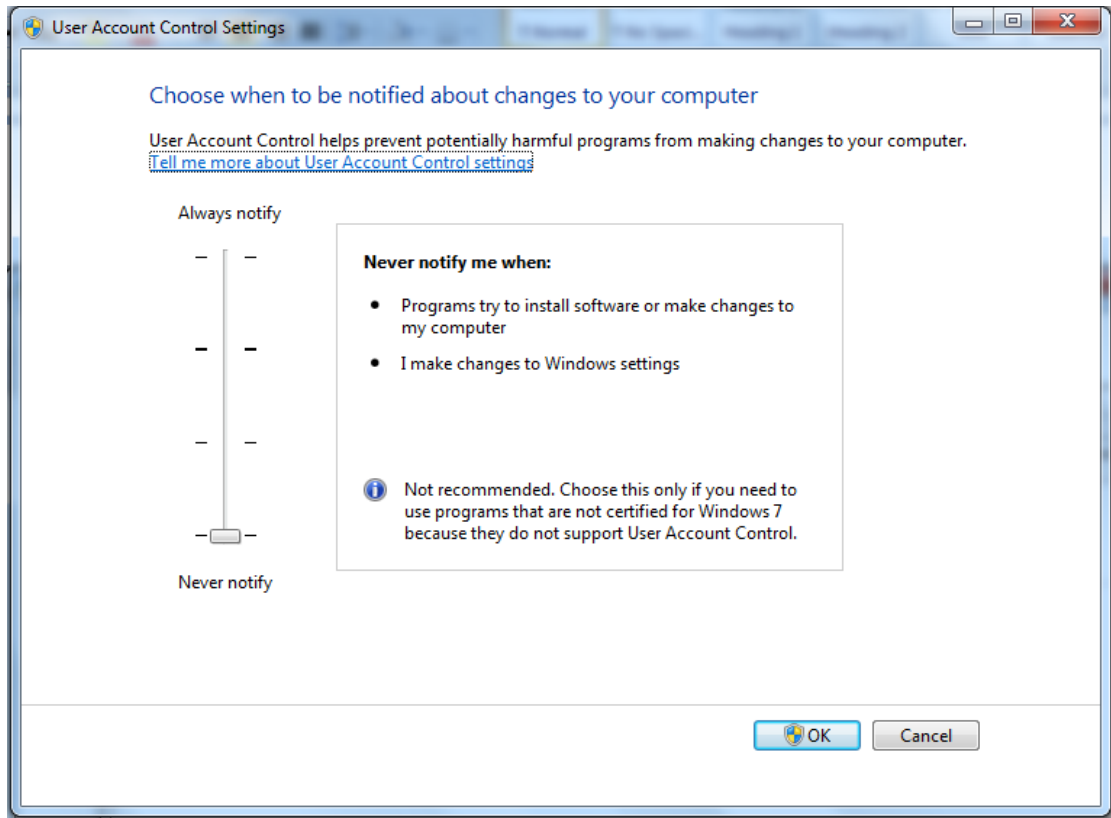 User Account Control Settings
Choose when to be notified about changes to your computer
User Account Control helps prevent potentially harmful programs from making changes to your computer.
Tell me more about User Account Control settings
Always notify
Never notify me when:
• Programs try to install software or make changes to
my computer
• I make changes to Windows settings
Not recommended. Choose this only if you need to
use programs that are not certified for Windows 7
because they do not support User Account Control.
Never notify
OK
Cancel